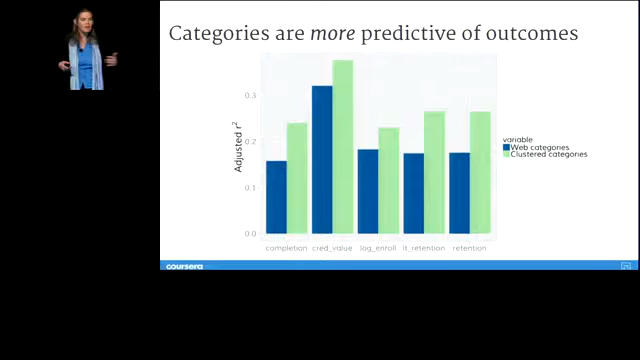 Categories are more predictive of outcomes
Adjusted r²
0.3
0.2
0.1
0.0
completion cred_value log_enroll lt_retention retention
variable
Web categories
Clustered categories
coursera